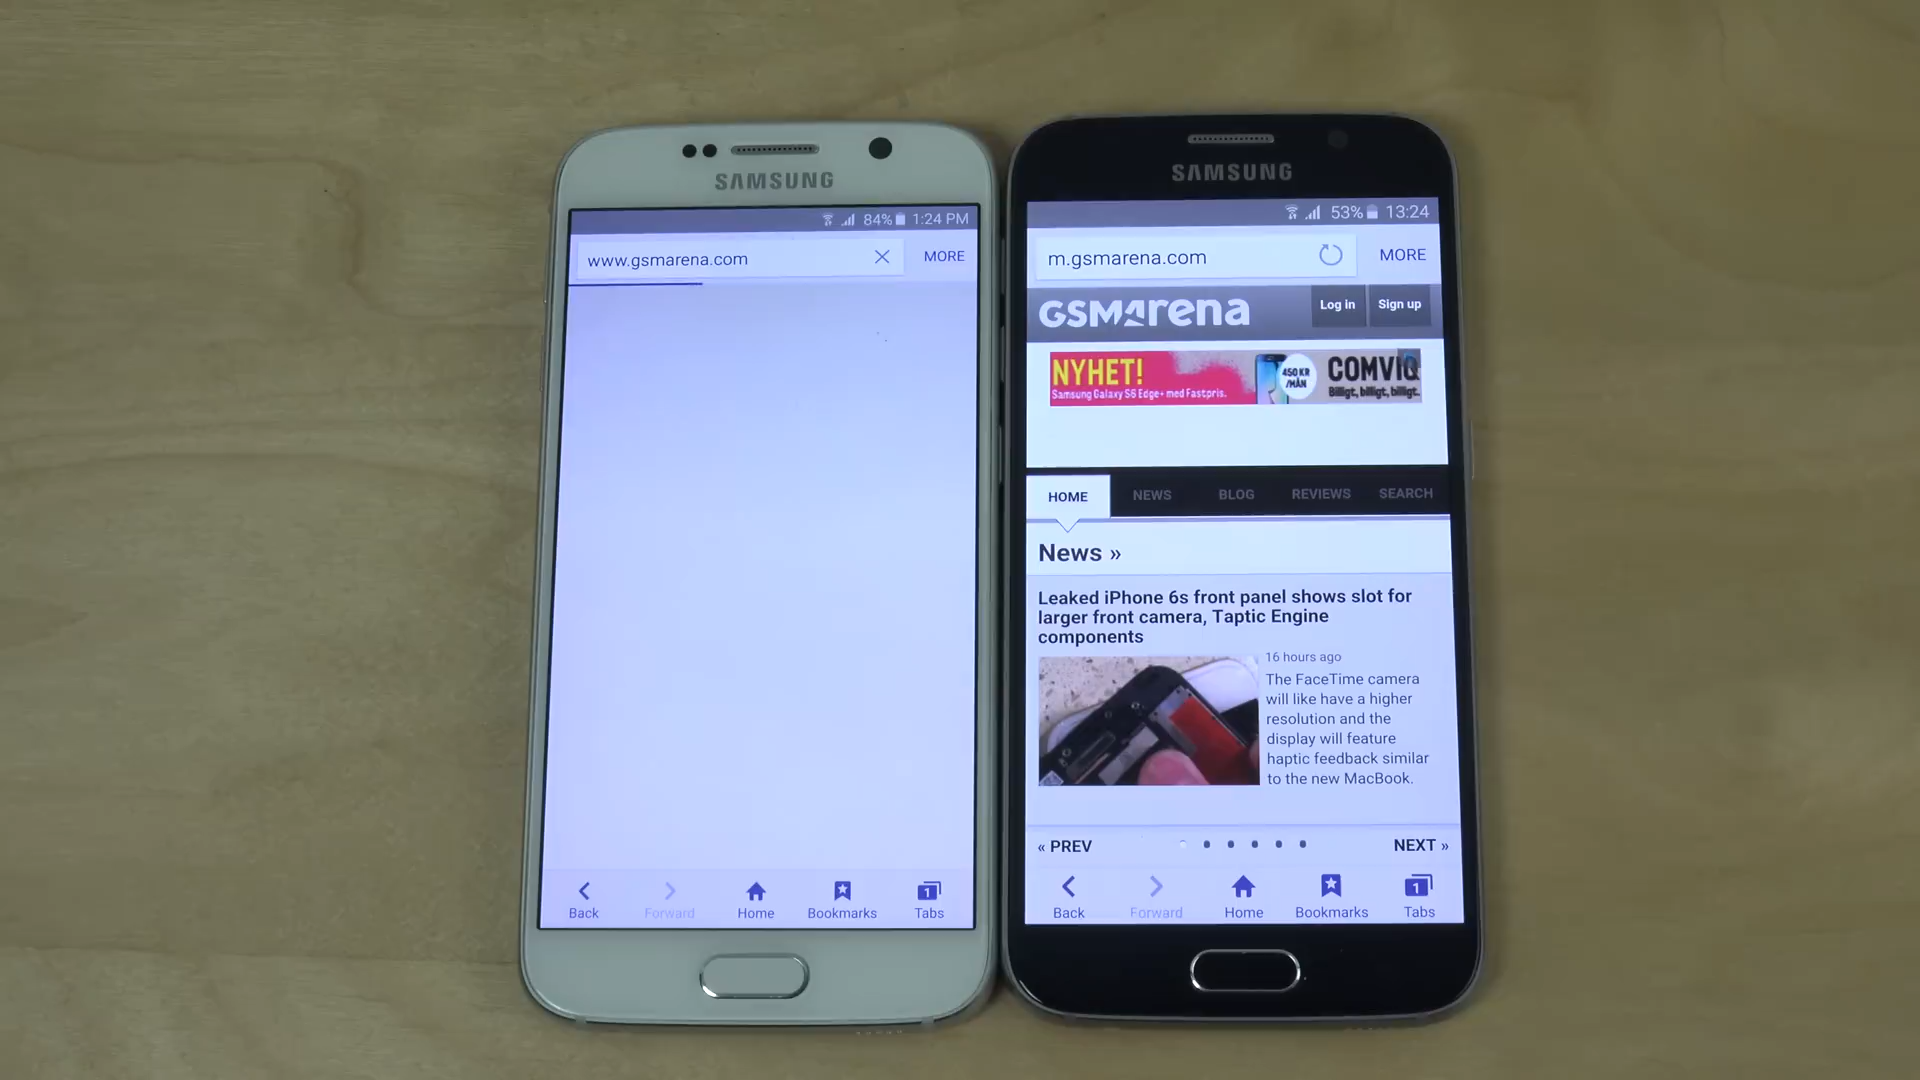 SAMSUNG
84% 1:24 PM
www.gsmarena.com
MORE
Back
Forward
Home
Bookmarks
1
Tabs
SAMSUNG
53% 13:24
m.gsmarena.com
MORE
GSMArena
Log in
Sign up
NYHET!
Samsung Galaxy S6 Edge+ med Fastpris.
450 KR
/MÅN
COMVIQ
Billigt, billigt, billigt.
HOME
NEWS
BLOG
REVIEWS
SEARCH
News »
Leaked iPhone 6s front panel shows slot for
larger front camera, Taptic Engine
components
16 hours ago
The FaceTime camera
will like have a higher
resolution and the
display will feature
haptic feedback similar
to the new MacBook.
« PREV
NEXT »
Back
Forward
Home
Bookmarks
1
Tabs